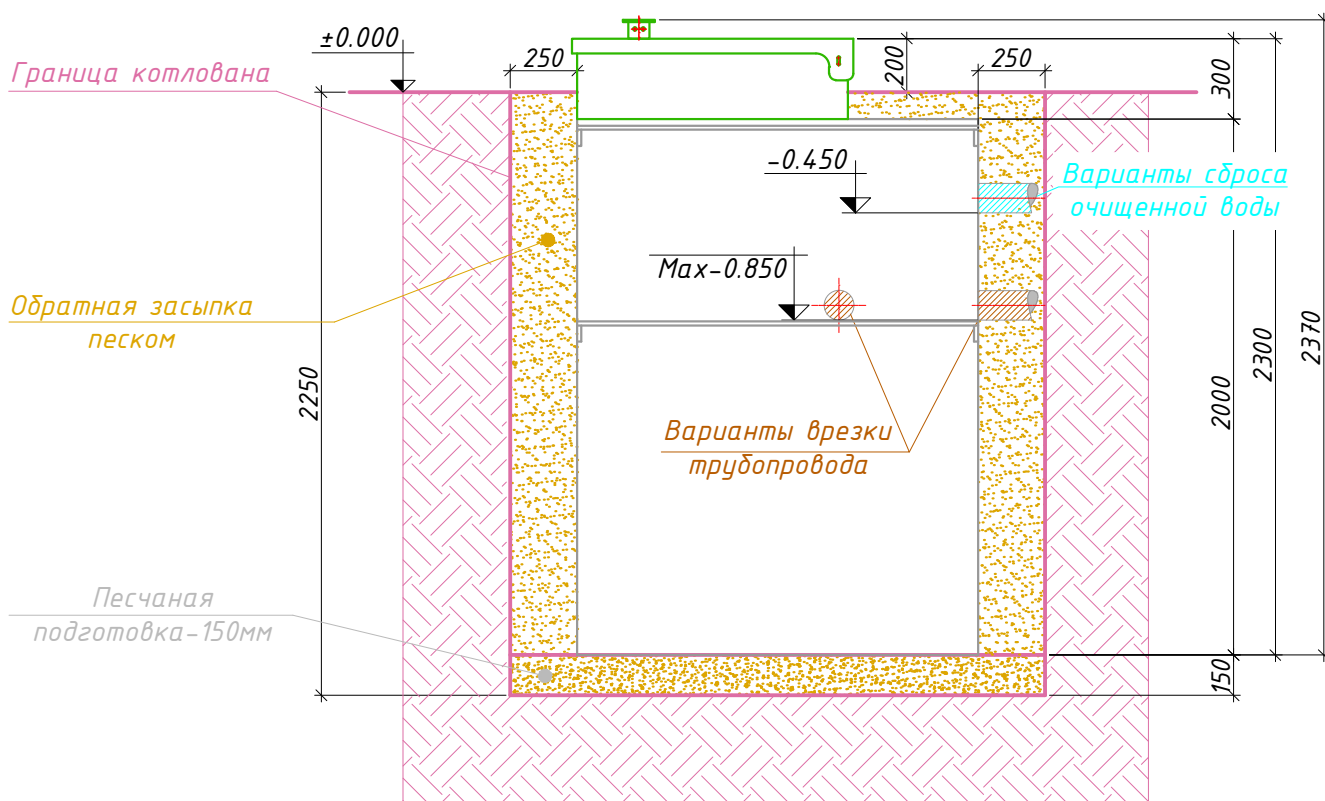 ±0.000
Граница котлована
250
200
250
300
-0.450
Варианты сброса
очищенной воды
Max-0.850
Обратная засыпка
песком
2250
2000
2300
2370
Варианты врезки
трубопровода
Песчаная
подготовка-150мм
150